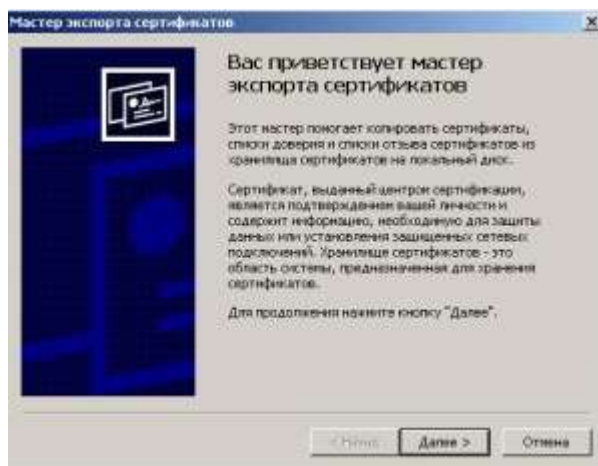 Мастер экспорта сертификатов
Вас приветствует мастер
экспорта сертификатов
Этот мастер помогает копировать сертификаты,
списки доверия и списки отзыва сертификатов из
хранилища сертификатов на локальный диск.
Сертификат, выданный центром сертификации,
является подтверждением вашей личности и
содержит информацию, необходимую для защиты
данных или установления защищенных сетевых
подключений. Хранилище сертификатов - это
область системы, предназначенная для хранения
сертификатов.
Для продолжения нажмите кнопку "Далее".
< Назад
Далее >
Отмена